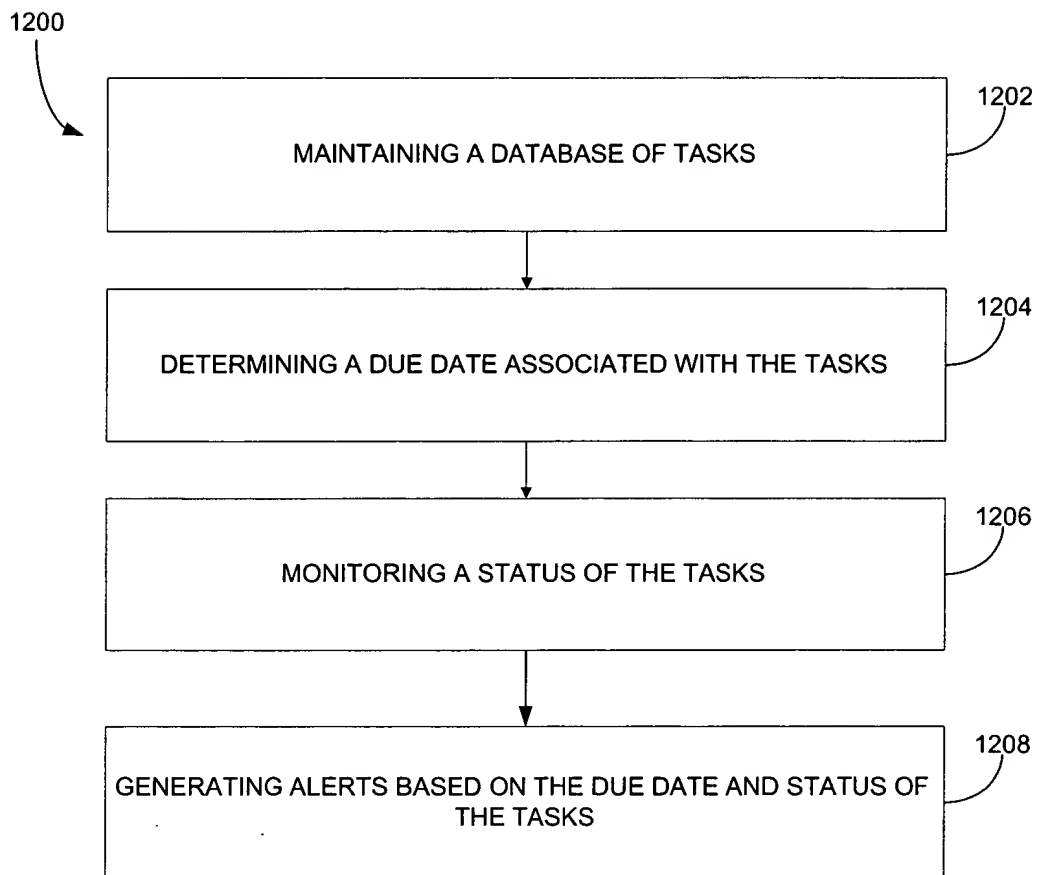 1200
1202
MAINTAINING A DATABASE OF TASKS
1204
DETERMINING A DUE DATE ASSOCIATED WITH THE TASKS
1206
MONITORING A STATUS OF THE TASKS
1208
GENERATING ALERTS BASED ON THE DUE DATE AND STATUS OF
THE TASKS